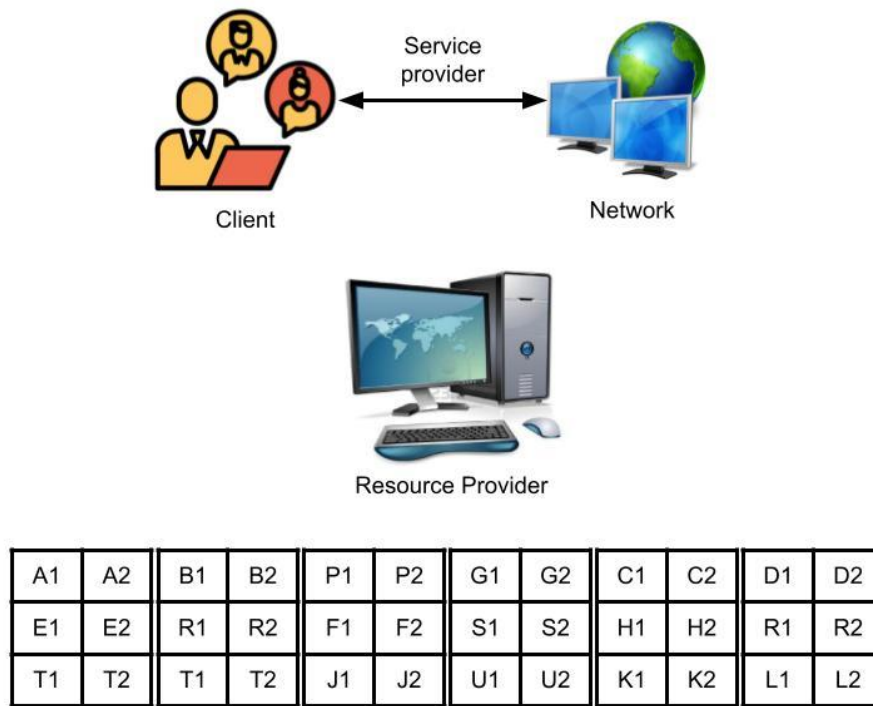 Service
provider
Client
Network
Resource Provider
A1 A2 B1 B2 P1 P2 G1 G2 C1 C2 D1 D2
E1 E2 R1 R2 F1 F2 S1 S2 H1 H2 R1 R2
T1 T2 T1 T2 J1 J2 U1 U2 K1 K2 L1 L2